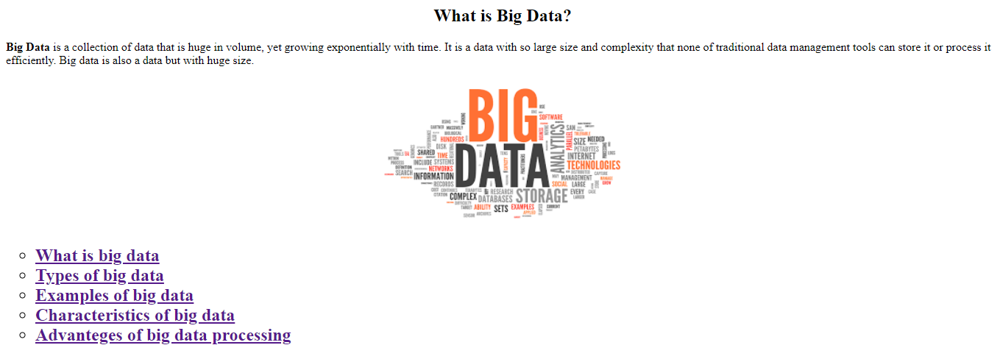 What is Big Data?
Big Data is a collection of data that is huge in volume, yet growing exponentially with time. It is a data with so large size and complexity that none of traditional data management tools can store it or process it
efficiently. Big data is also a data but with huge size.
BIG
SOFTWARE
SAN
HUNDREDS
SIZE NEEDED
DISK
PETABYTES
SHARED
TIME
INTERNET
INCLUDE SYSTEMS
TECHNOLOGIES
NETWORKS
SEARCH
DATA
ANALYTICS
PARALLEL
INFORMATION
MANAGEMENT
RECORDS
SOCIAL LARGE
RESEARCH
EVERY
COMPLEX
DATABASES
STORAGE
TARGET
ABILITY
SETS
EXAMPLES
CURRENT
What is big data
Types of big data
Examples of big data
Characteristics of big data
Advanteges of big data processing